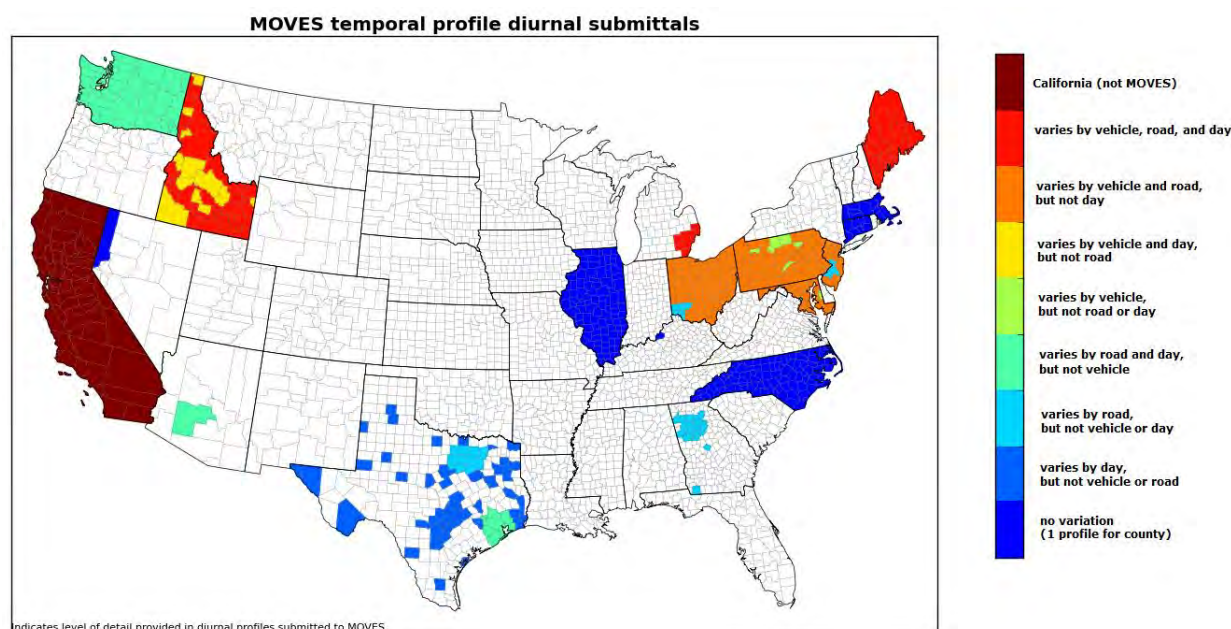 MOVES temporal profile diurnal submittals
California (not MOVES)
varies by vehicle, road, and day
varies by vehicle and road,
but not day
varies by vehicle and day,
but not road
varies by vehicle,
but not road or day
varies by road and day,
but not vehicle
varies by road,
but not vehicle or day
varies by day,
but not vehicle or road
no variation
(1 profile for county)
Indicates level of detail provided in diurnal profiles submitted to MOVES